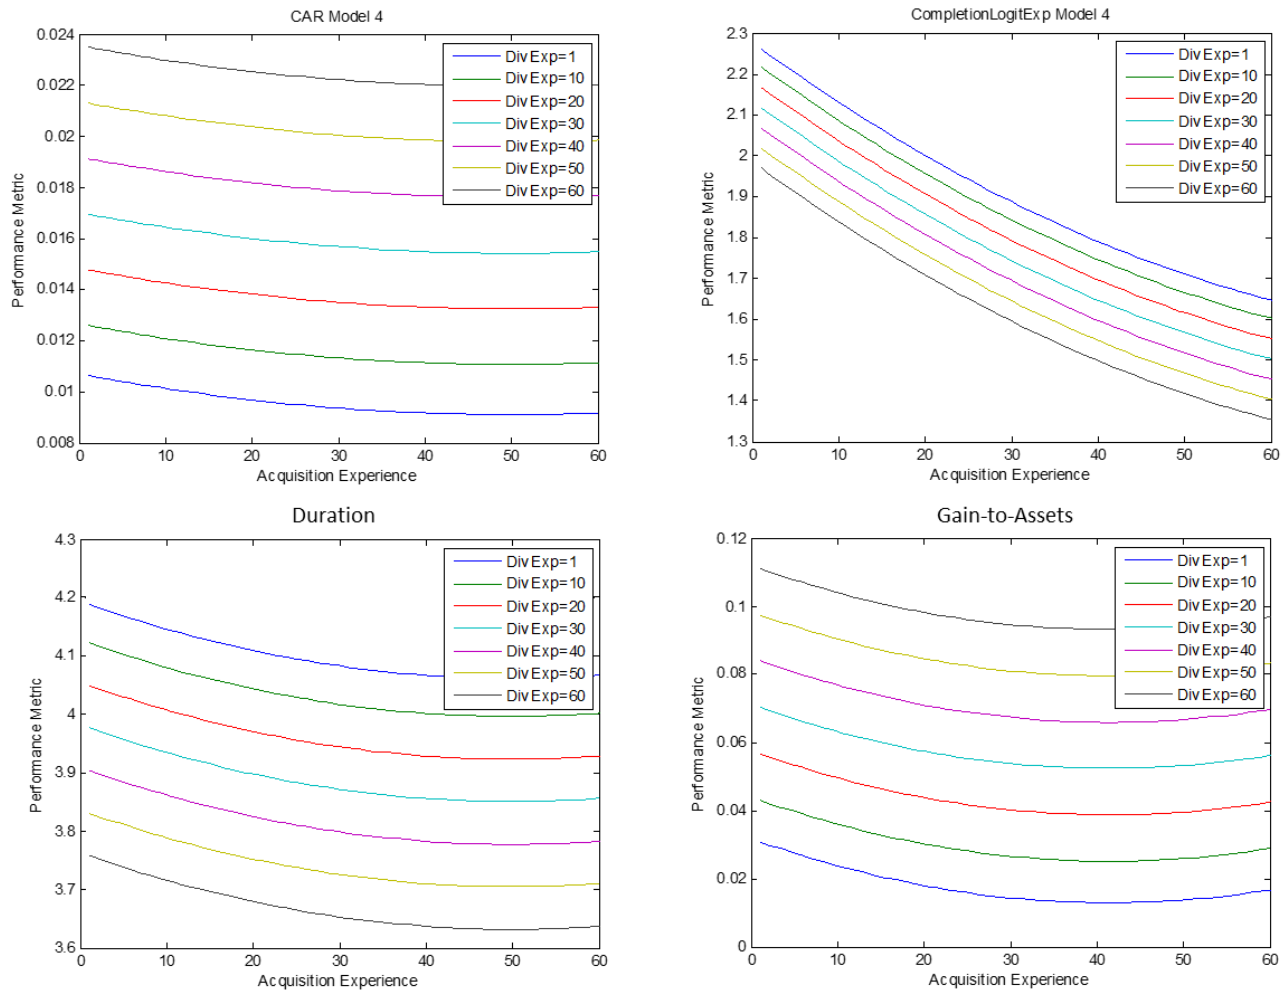 CAR Model 4
0.024
0.022
0.02
0.018
0.016
0.014
0.012
0.01
0.008
Performance Metric
DivExp=1
DivExp=10
DivExp=20
DivExp=30
DivExp=40
DivExp=50
DivExp=60
0 10 20 30 40 50 60
Acquisition Experience
CompletionLogitExp Model 4
2.3
2.2
2.1
2
1.9
1.8
1.7
1.6
1.5
1.4
1.3
Performance Metric
DivExp=1
DivExp=10
DivExp=20
DivExp=30
DivExp=40
DivExp=50
DivExp=60
0 10 20 30 40 50 60
Acquisition Experience
Duration
4.3
4.2
4.1
4
3.9
3.8
3.7
3.6
Performance Metric
DivExp=1
DivExp=10
DivExp=20
DivExp=30
DivExp=40
DivExp=50
DivExp=60
0 10 20 30 40 50 60
Acquisition Experience
Gain-to-Assets
0.12
0.1
0.08
0.06
0.04
0.02
0
Performance Metric
DivExp=1
DivExp=10
DivExp=20
DivExp=30
DivExp=40
DivExp=50
DivExp=60
0 10 20 30 40 50 60
Acquisition Experience